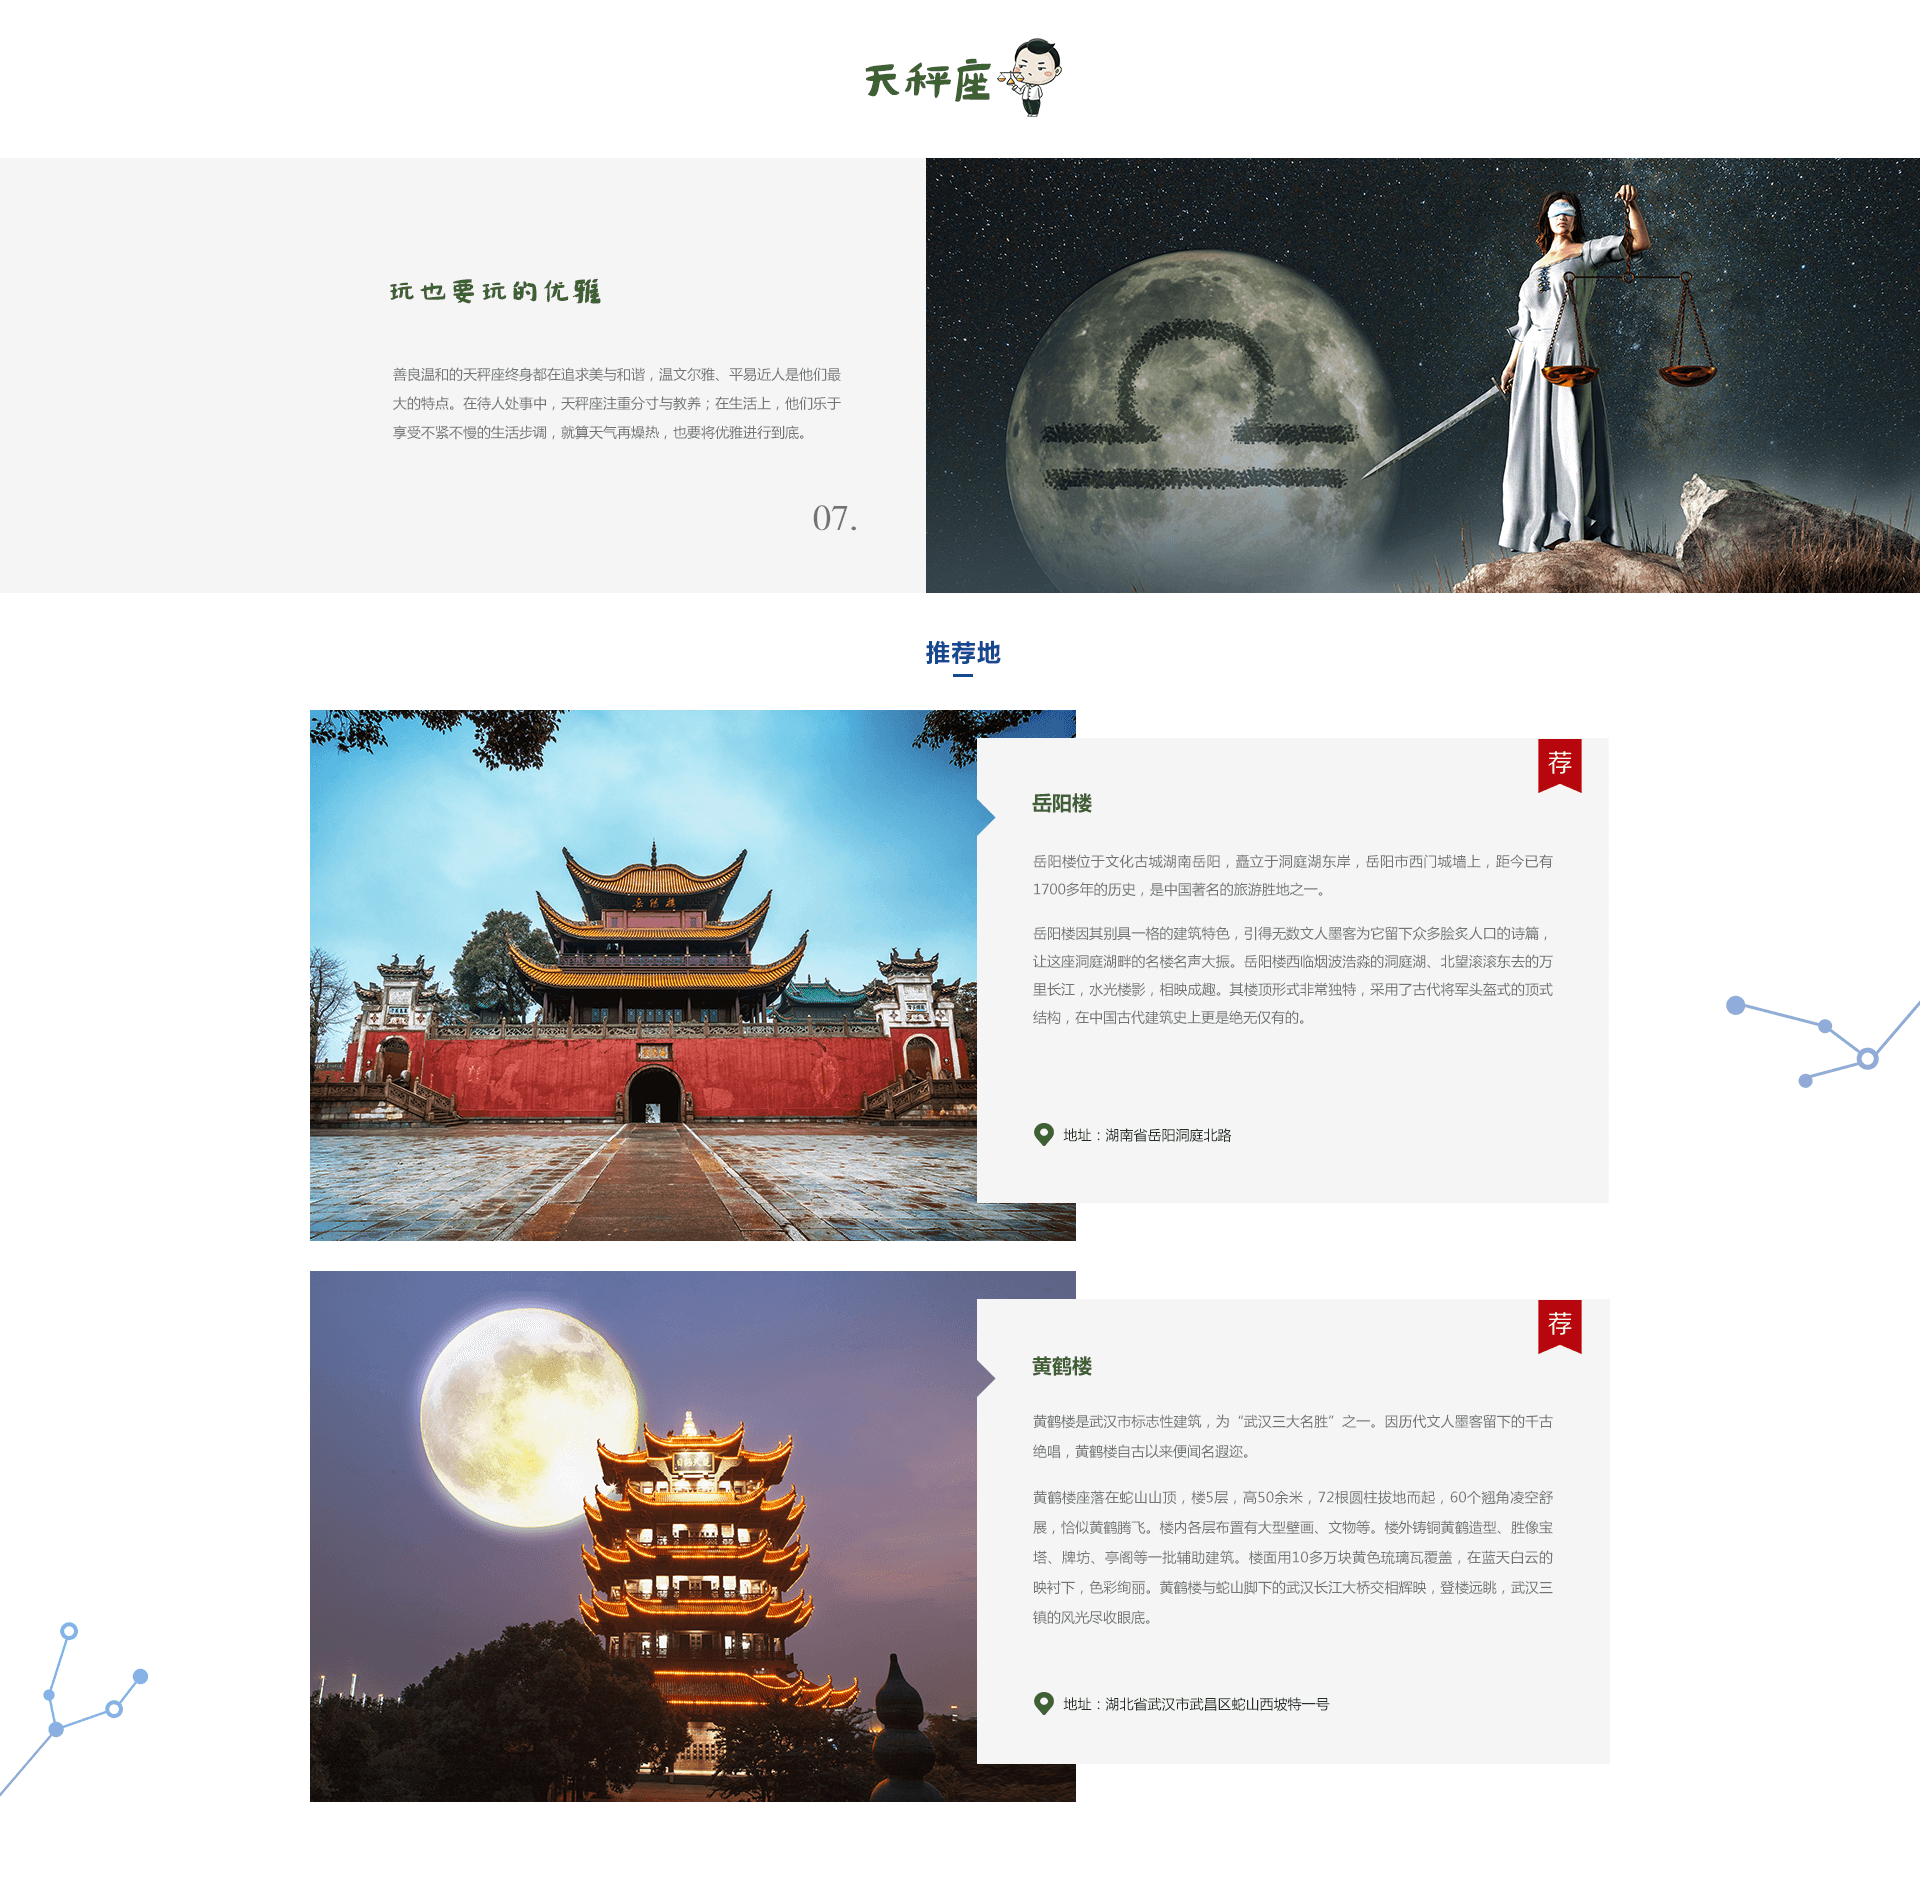 天秤座
玩也要玩的优雅
善良温和的天秤座终身都在追求美与和谐，温文尔雅、平易近人是他们最
大的特点。在待人处事中，天秤座注重分寸与教养；在生活上，他们乐于
享受不紧不慢的生活步调，就算天气再燥热，也要将优雅进行到底。
07.
推荐地
荐
岳阳楼
岳阳楼位于文化古城湖南岳阳，矗立于洞庭湖东岸，岳阳市西门城墙上，距今已有
1700多年的历史，是中国著名的旅游胜地之一。
岳阳楼因其别具一格的建筑特色，引得无数文人墨客为它留下众多脍炙人口的诗篇，
让这座洞庭湖畔的名楼名声大振。岳阳楼西临烟波浩淼的洞庭湖、北望滚滚东去的万
里长江，水光楼影，相映成趣。其楼顶形式非常独特，采用了古代将军头盔式的顶式
结构，在中国古代建筑史上更是绝无仅有的。
地址：湖南省岳阳洞庭北路
岳陽樓
荐
黄鹤楼
黄鹤楼是武汉市标志性建筑，为“武汉三大名胜”之一。因历代文人墨客留下的千古
绝唱，黄鹤楼自古以来便闻名遐迩。
黄鹤楼座落在蛇山山顶，楼5层，高50余米，72根圆柱拔地而起，60个翘角凌空舒
展，恰似黄鹤腾飞。楼内各层布置有大型壁画、文物等。楼外铸铜黄鹤造型、胜像宝
塔、牌坊、亭阁等一批辅助建筑。楼面用10多万块黄色琉璃瓦覆盖，在蓝天白云的
映衬下，色彩绚丽。黄鹤楼与蛇山脚下的武汉长江大桥交相辉映，登楼远眺，武汉三
镇的风光尽收眼底。
地址：湖北省武汉市武昌区蛇山西坡特一号